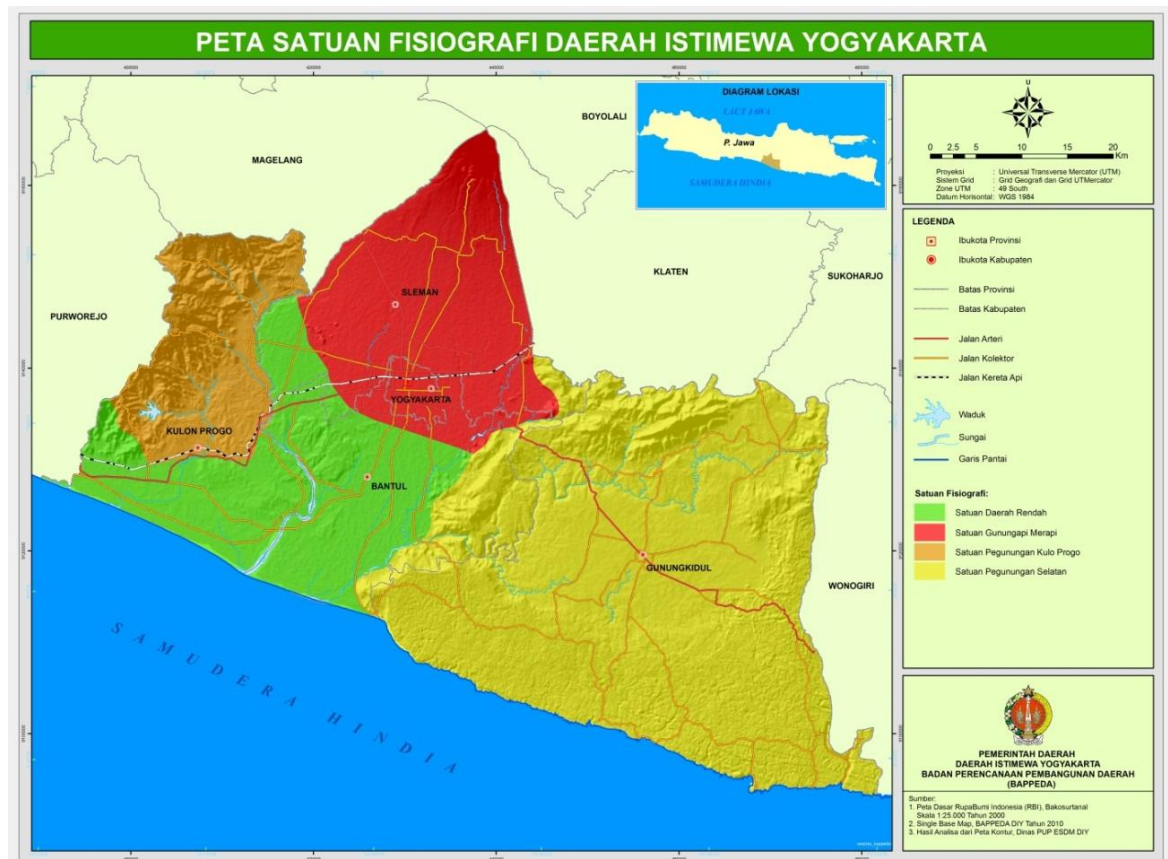 PETA SATUAN FISIOGRAFI DAERAH ISTIMEWA YOGYAKARTA
DIAGRAM LOKASI
LAUT JAWA
P. Jawa
SAMUDERA HINDIA
BOYOLALI
MAGELANG
KLATEN
SUKOHARJO
SLEMAN
PURWOREJO
YOGYAKARTA
KULON PROGO
BANTUL
GUNUNGKIDUL
WONOGIRI
SAMUDERA HINDIA
U
0 2.5 5 10 15 20
Km
Proyeksi : Universal Transverse Mercator (UTM)
Sistem Grid : Grid Geografi dan Grid UTMercator
Zone UTM : 49 South
Datum Horisontal: WGS 1984
LEGENDA
Ibukota Provinsi
Ibukota Kabupaten
Batas Provinsi
Batas Kabupaten
Jalan Arteri
Jalan Kolektor
Jalan Kereta Api
Waduk
Sungai
Garis Pantai
Satuan Fisiografi:
Satuan Daerah Rendah
Satuan Gunungapi Merapi
Satuan Pegunungan Kulo Progo
Satuan Pegunungan Selatan
PEMERINTAH DAERAH
DAERAH ISTIMEWA YOGYAKARTA
BADAN PERENCANAAN PEMBANGUNAN DAERAH
(BAPPEDA)
Sumber:
1. Peta Dasar RupaBumi Indonesia (RBI), Bakosurtanal
Skala 1:25.000 Tahun 2000
2. Single Base Map, BAPPEDA DIY Tahun 2010
3. Hasil Analisa dari Peta Kontur, Dinas PUP ESDM DIY